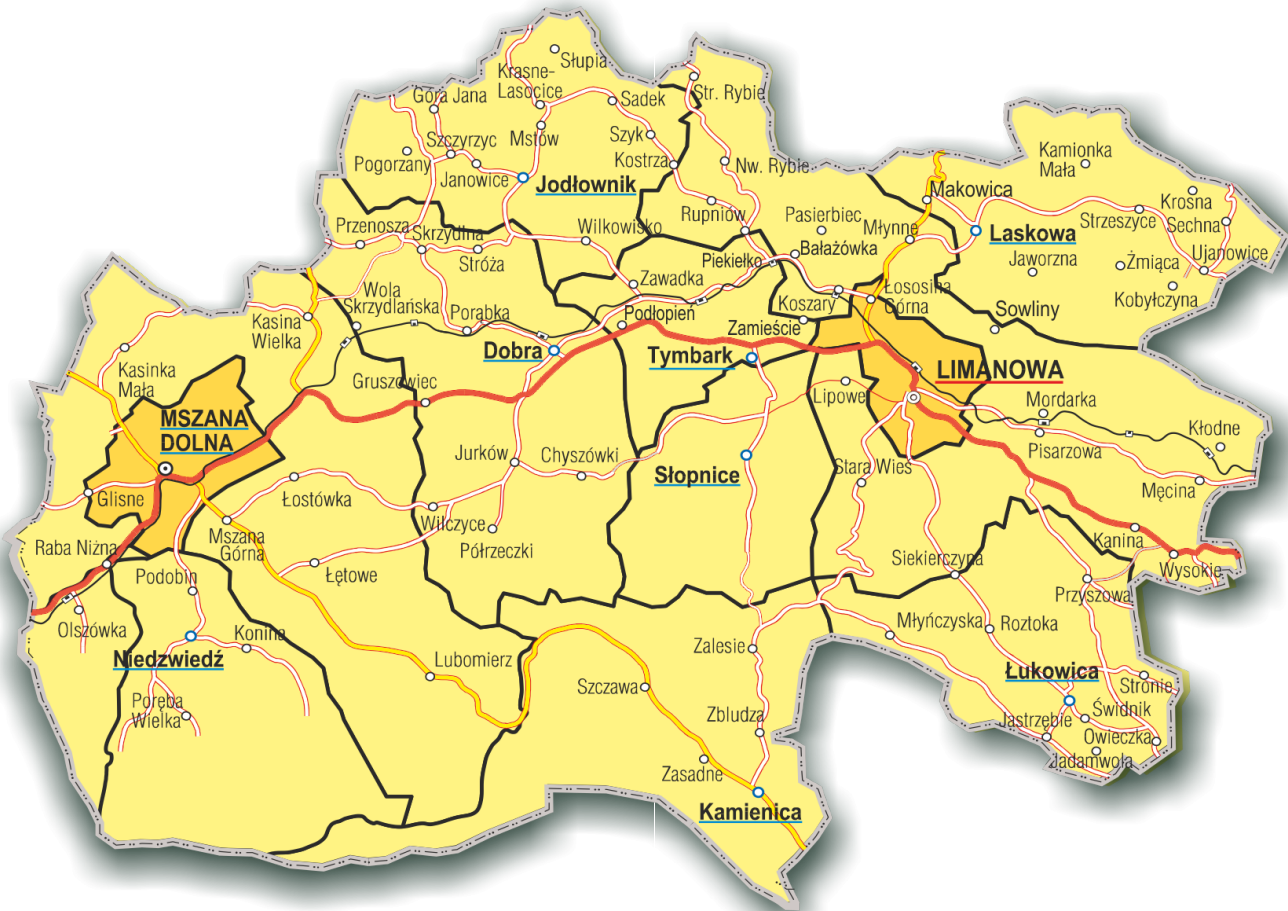 Słupia
Krasne-
Lasocice
Góra Jana
Sadek
Str. Rybie
Szczyrzyc
Mstów
Szyk
Pogorzany
Janowice
Kostrza
Nw. Rybie
Kamionka
Mała
Jodłownik
Makowica
Krosna
Rupniów
Pasierbiec
Strzeszyce
Sechna
Przenosza
Skrzydlna
Wilkowisko
Młynne
Laskowa
Stróża
Piekiełko
Bałażówka
Jaworzna
Żmiąca
Ujanowice
Zawadka
Wola
Skrzydlańska
Łososina
Górna
Kobyłczyna
Kasina
Wielka
Porąbka
Podłopień
Koszary
Sowliny
Zamieście
Dobra
Tymbark
Kasinka
Mała
Gruszowiec
LIMANOWA
Lipowe
Mordarka
MSZANA
DOLNA
Kłodne
Jurków
Chyszówki
Pisarzowa
Słopnice
Stara Wieś
Męcina
Glisne
Łostówka
Wilczyce
Mszana
Górna
Półrzeczki
Kanina
Raba Niżna
Siekierczyna
Wysokie
Podobin
Łętowe
Przyszowa
Olszówka
Konina
Młyńczyska
Roztoka
Zalesie
Niedzwiedź
Lubomierz
Łukowica
Szczawa
Stronie
Poręba
Wielka
Zbludza
Jastrzębie
Świdnik
Owieczka
Zasadne
Jadamwola
Kamienica